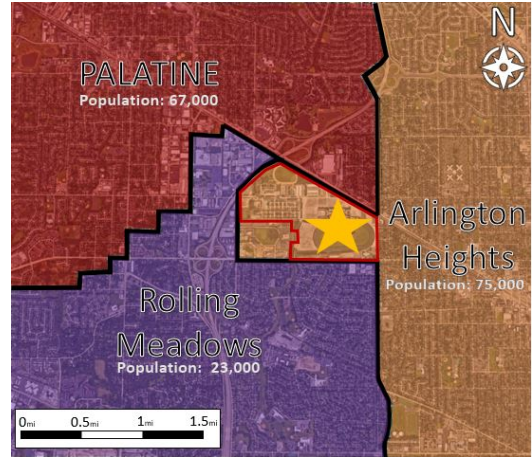 N
PALATINE
Population: 67,000
Arlington
Heights
Population: 75,000
Rolling
Meadows
Population: 23,000
0mi 0.5mi 1mi 1.5mi